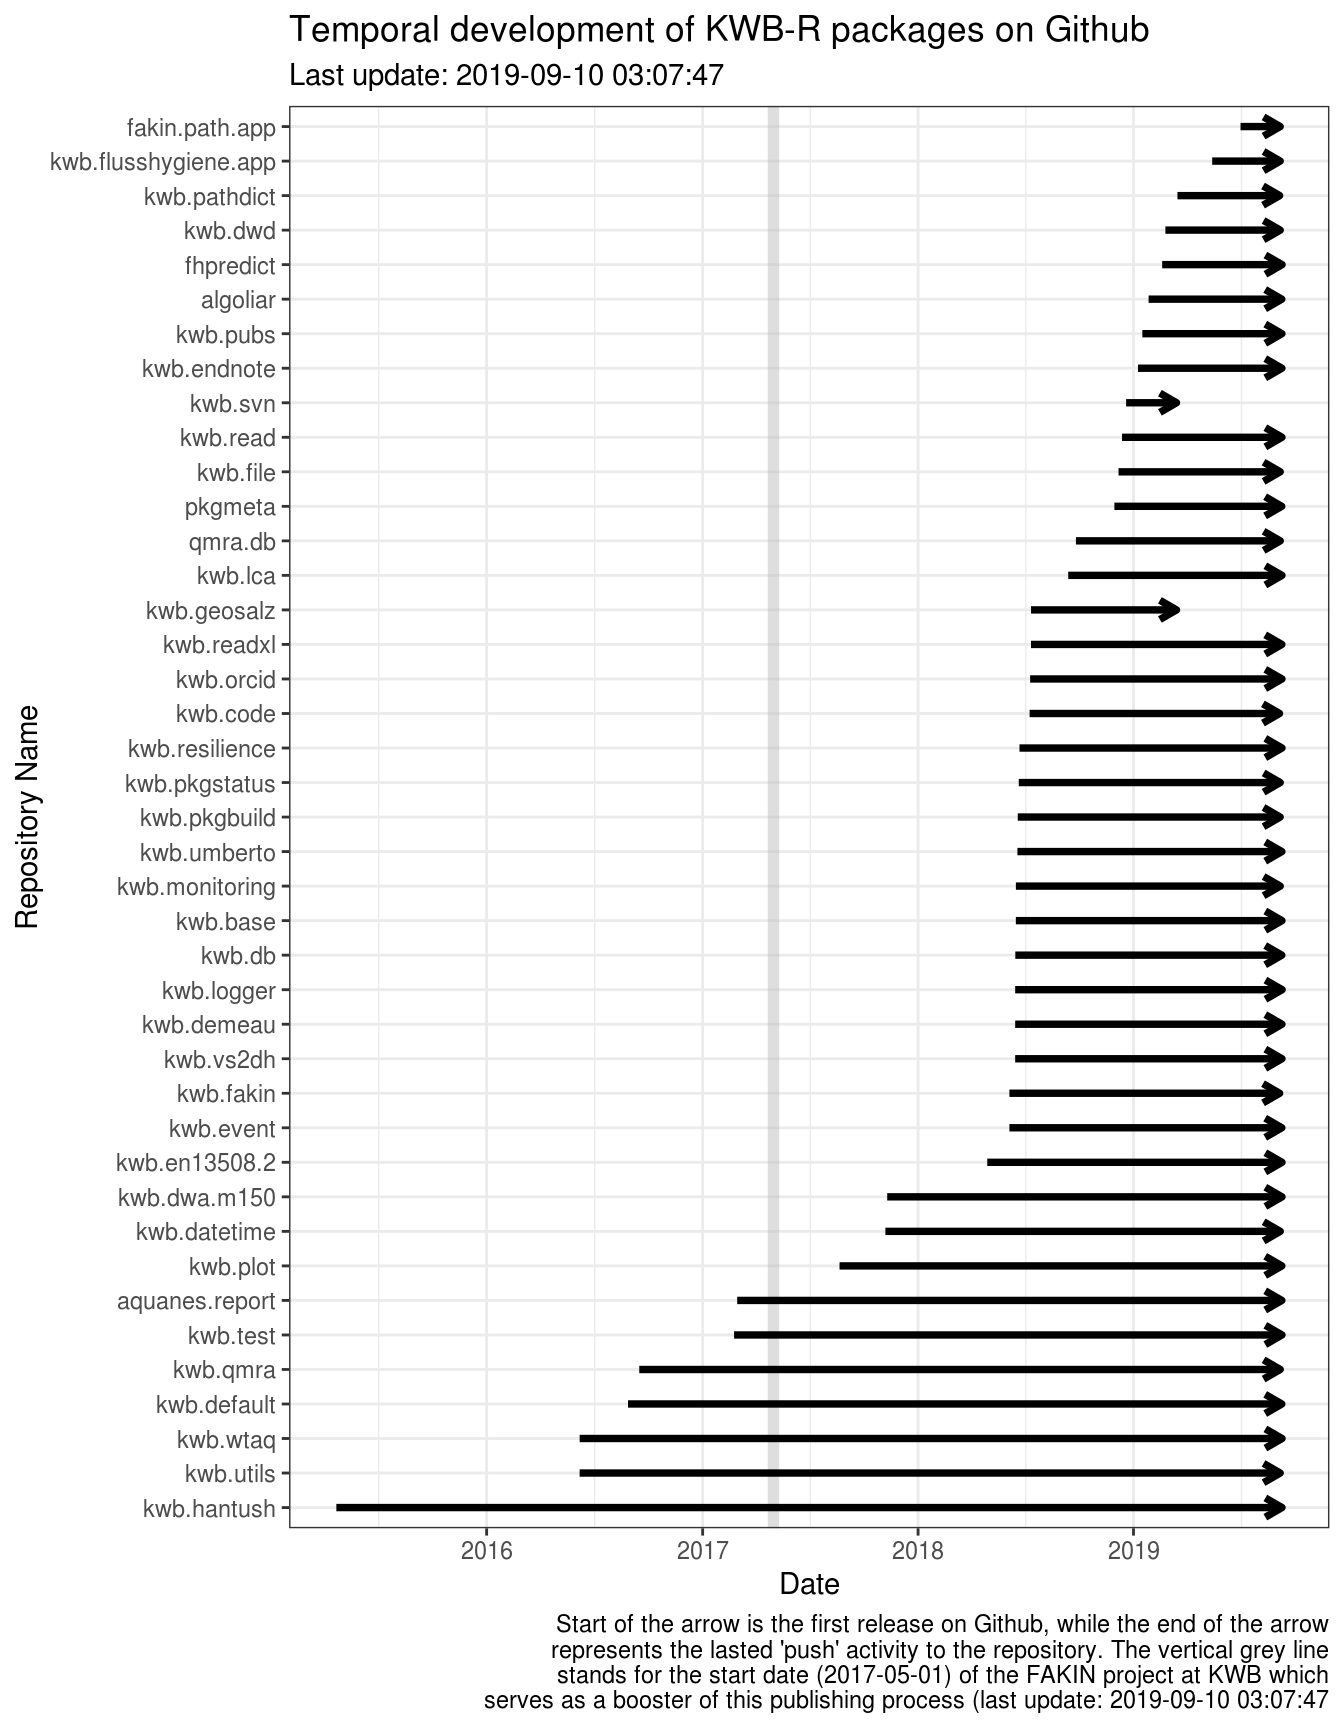 Temporal development of KWB-R packages on Github
Last update: 2019-09-10 03:07:47
fakin.path.app
kwb.flusshygiene.app
kwb.pathdict
kwb.dwd
fhpredict
algoliar
kwb.pubs
kwb.endnote
kwb.svn
kwb.read
kwb.file
pkgmeta
qmra.db
kwb.lca
kwb.geosalz
kwb.readxl
kwb.orcid
kwb.code
kwb.resilience
kwb.pkgstatus
kwb.pkgbuild
kwb.umberto
kwb.monitoring
kwb.base
kwb.db
kwb.logger
kwb.demeau
kwb.vs2dh
kwb.fakin
kwb.event
kwb.en13508.2
kwb.dwa.m150
kwb.datetime
kwb.plot
aquanes.report
kwb.test
kwb.qmra
kwb.default
kwb.wtaq
kwb.utils
kwb.hantush
Repository Name
2016 2017 2018 2019
Date
Start of the arrow is the first release on Github, while the end of the arrow
represents the lasted 'push' activity to the repository. The vertical grey line
stands for the start date (2017-05-01) of the FAKIN project at KWB which
serves as a booster of this publishing process (last update: 2019-09-10 03:07:47